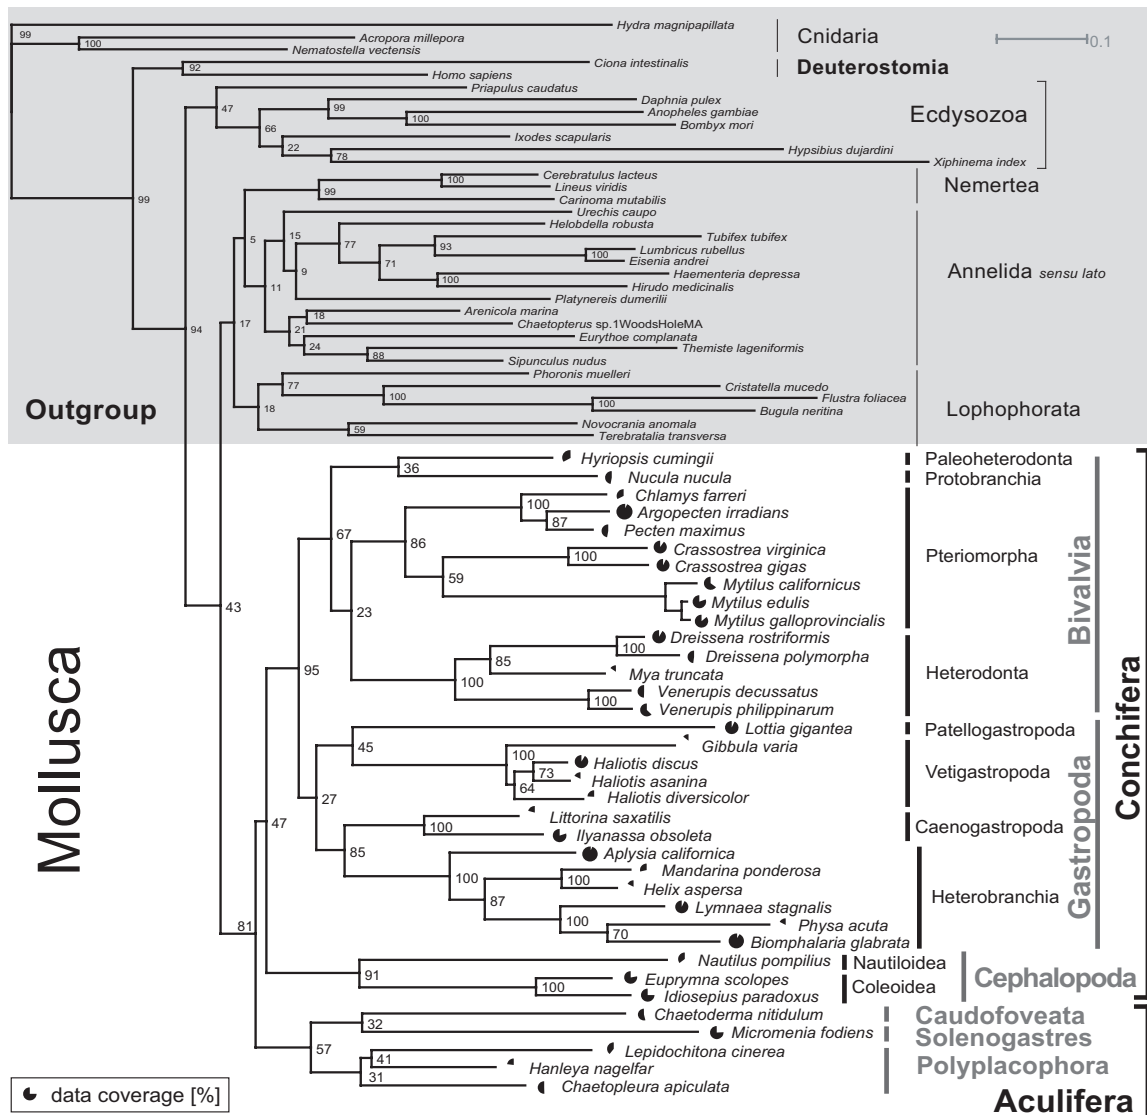 Hydra magnipapillata
99
Acropora millepora
100
Nematostella vectensis
Cnidaria
0.1
Ciona intestinalis
92
Homo sapiens
Deuterostomia
Priapulus caudatus
47
Daphnia pulex
99
Anopheles gambiae
100
Bombyx mori
66
Ixodes scapularis
22
Hypsibius dujardini
78
Xiphinema index
Ecdysozoa
99
Cerebratulus lacteus
100
Lineus viridis
99
Carinoma mutabilis
Nemertea
5
Urechis caupo
15
Helobdella robusta
77
Tubifex tubifex
93
Lumbricus rubellus
100
Eisenia andrei
71
9
Haementeria depressa
100
Hirudo medicinalis
11
Platynereis dumerilii
Annelida sensu lato
Arenicola marina
18
Chaetopterus sp.1WoodsHoleMA
21
Eurythoe complanata
24
Themiste lageniformis
88
Sipunculus nudus
94
17
Phoronis muelleri
77
Cristatella mucedo
100
Flustra foliacea
100
Bugula neritina
18
Novocrania anomala
59
Terebratalia transversa
Lophophorata
Outgroup
Hyriopsis cumingii
36
Nucula nucula
Paleoheterodonta
Protobranchia
Chlamys farreri
100
Argopecten irradians
87
Pecten maximus
67
86
Crassostrea virginica
100
Crassostrea gigas
59
Mytilus californicus
Mytilus edulis
Mytilus galloprovincialis
Pteriomorpha
43
23
Dreissena rostriformis
100
Dreissena polymorpha
85
Mya truncata
100
Venerupis decussatus
100
Venerupis philippinarum
Heterodonta
Bivalvia
95
Lottia gigantea
45
Gibbula varia
100
Haliotis discus
73
Haliotis asanina
64
Haliotis diversicolor
Patellogastropoda
Vetigastropoda
27
Littorina saxatilis
100
Ilyanassa obsoleta
Caenogastropoda
47
85
Aplysia californica
100
Mandarina ponderosa
100
Helix aspersa
87
Lymnaea stagnalis
100
Physa acuta
70
Biomphalaria glabrata
Heterobranchia
Gastropoda
Conchifera
81
Nautilus pompilius
91
Euprymna scolopes
100
Idiosepius paradoxus
Nautiloidea
Coleoidea
Cephalopoda
Chaetoderma nitidulum
32
Micromenia fodiens
57
Lepidochitona cinerea
41
Hanleya nagelfar
31
Chaetopleura apiculata
Caudofoveata
Solenogastres
Polyplacophora
Aculifera
Mollusca
data coverage [%]